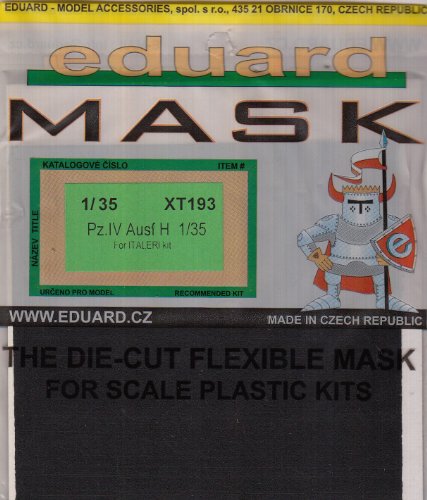 EDUARD - MODEL ACCESSORIES, spol. s r.o., 435 21 OBRNICE 170, CZECH REPUBLIC
eduard
MASK
KATALOGOVÉ ČÍSLO ITEM #
1/35 XT193
Pz.IV Ausf H 1/35
For ITALERI kit
NÁZEV TITLE
URČENO PRO MODEL RECOMMENDED KIT
e
WWW.EDUARD.CZ
MADE IN CZECH REPUBLIC
THE DIE-CUT FLEXIBLE MASK
FOR SCALE PLASTIC KITS